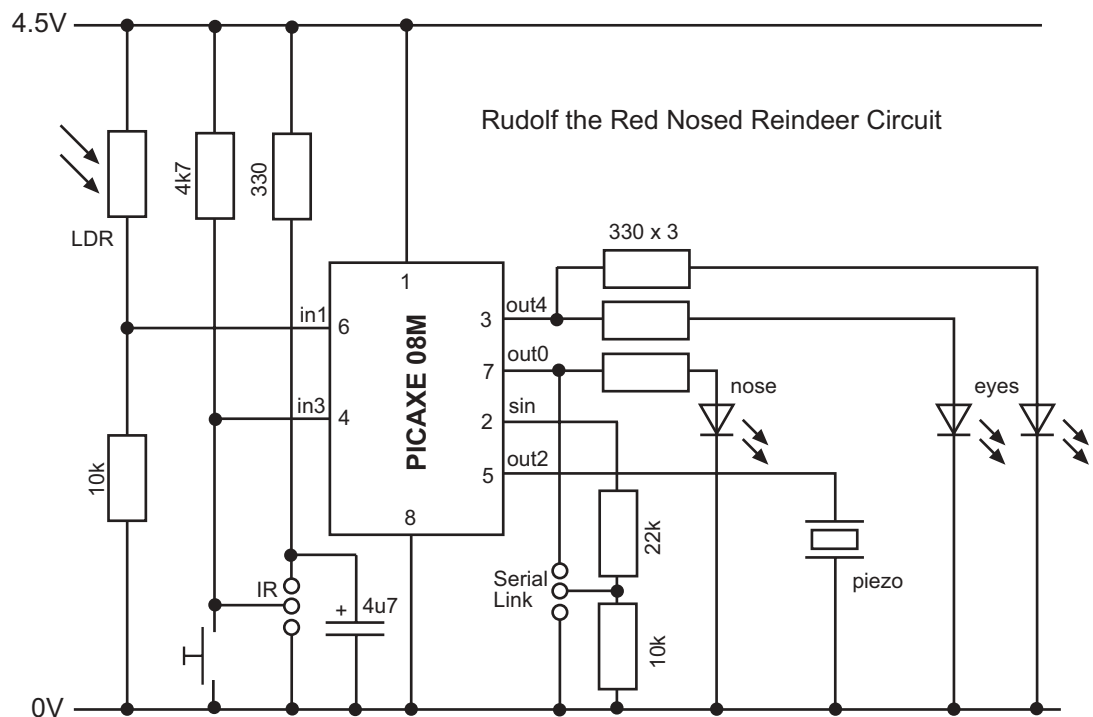 4.5V
Rudolf the Red Nosed Reindeer Circuit
4k7
330
LDR
330 x 3
1
in1
6
3
out4
7
out0
nose
eyes
in3
4
PICAXE 08M
2
sin
5
out2
10k
8
22k
IR
4u7
+
Serial
Link
piezo
10k
0V